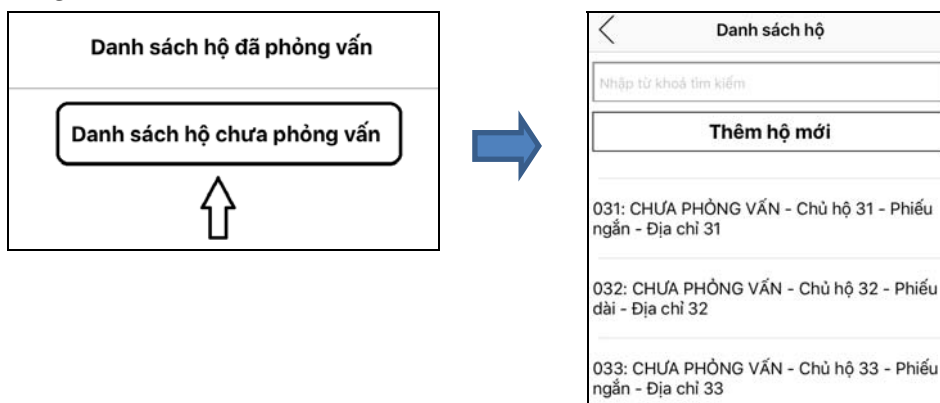 Danh sách hộ đã phỏng vấn
Danh sách hộ chưa phỏng vấn
Danh sách hộ
Nhập từ khoá tìm kiếm
Thêm hộ mới
031: CHƯA PHỎNG VẤN - Chủ hộ 31 - Phiếu
ngắn - Địa chỉ 31
032: CHƯA PHỎNG VẤN - Chủ hộ 32 - Phiếu
dài - Địa chỉ 32
033: CHƯA PHỎNG VẤN - Chủ hộ 33 - Phiếu
ngắn - Địa chỉ 33